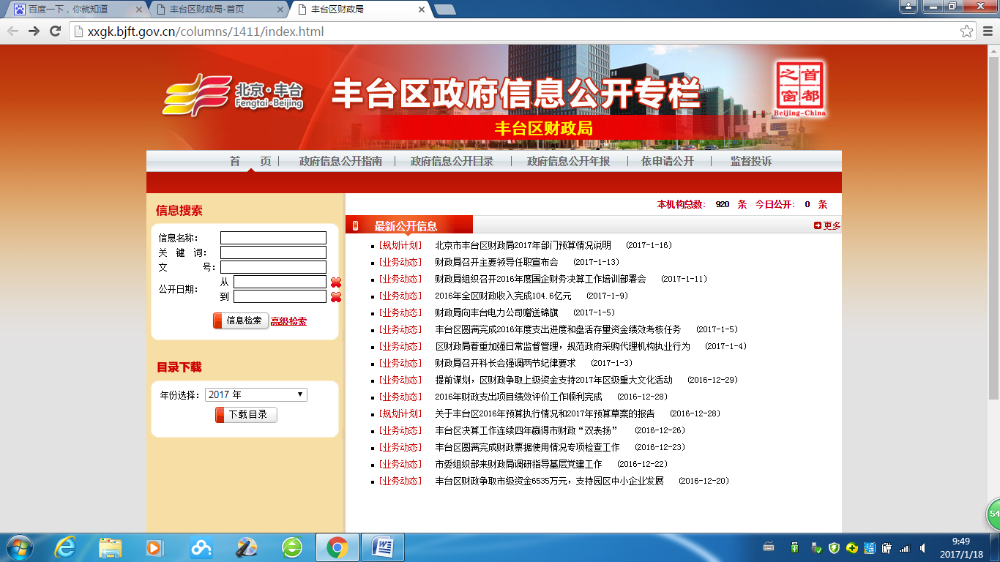 百度一下，你就知道
丰台区财政局-首页
丰台区财政局
xxgk.bjft.gov.cn/columns/1411/index.html
北京·丰台
Fengtai·Beijing
丰台区政府信息公开专栏
首都之窗
Beijing-China
丰台区财政局
首 页 | 政府信息公开指南 | 政府信息公开目录 | 政府信息公开年报 | 依申请公开 | 监督投诉
本机构总数： 920 条 今日公开： 0 条
信息搜索
信息名称：
关 键 词：
文 号：
公开日期：
从
到
信息检索
高级检索
目录下载
年份选择：
2017 年
下载目录
最新公开信息
更多
[规划计划] 北京市丰台区财政局2017年部门预算情况说明 (2017-1-16)
[业务动态] 财政局召开主要领导任职宣布会 (2017-1-13)
[业务动态] 财政局组织召开2016年度国企财务决算工作培训部署会 (2017-1-11)
[业务动态] 2016年全区财政收入完成104.6亿元 (2017-1-9)
[业务动态] 财政局向丰台电力公司赠送锦旗 (2017-1-5)
[业务动态] 丰台区圆满完成2016年度支出进度和盘活存量资金绩效考核任务 (2017-1-5)
[业务动态] 区财政局着重加强日常监督管理，规范政府采购代理机构执业行为 (2017-1-4)
[业务动态] 财政局召开科长会强调两节纪律要求 (2017-1-3)
[业务动态] 提前谋划，区财政争取上级资金支持2017年区级重大文化活动 (2016-12-29)
[业务动态] 2016年财政支出项目绩效评价工作顺利完成 (2016-12-28)
[规划计划] 关于丰台区2016年预算执行情况和2017年预算草案的报告 (2016-12-28)
[业务动态] 丰台区决算工作连续四年赢得市财政“双表扬” (2016-12-26)
[业务动态] 丰台区圆满完成财政票据使用情况专项检查工作 (2016-12-23)
[业务动态] 市委组织部来财政局调研指导基层党建工作 (2016-12-22)
[业务动态] 丰台区财政争取市级资金6535万元，支持园区中小企业发展 (2016-12-20)
54
9:49
2017/1/18